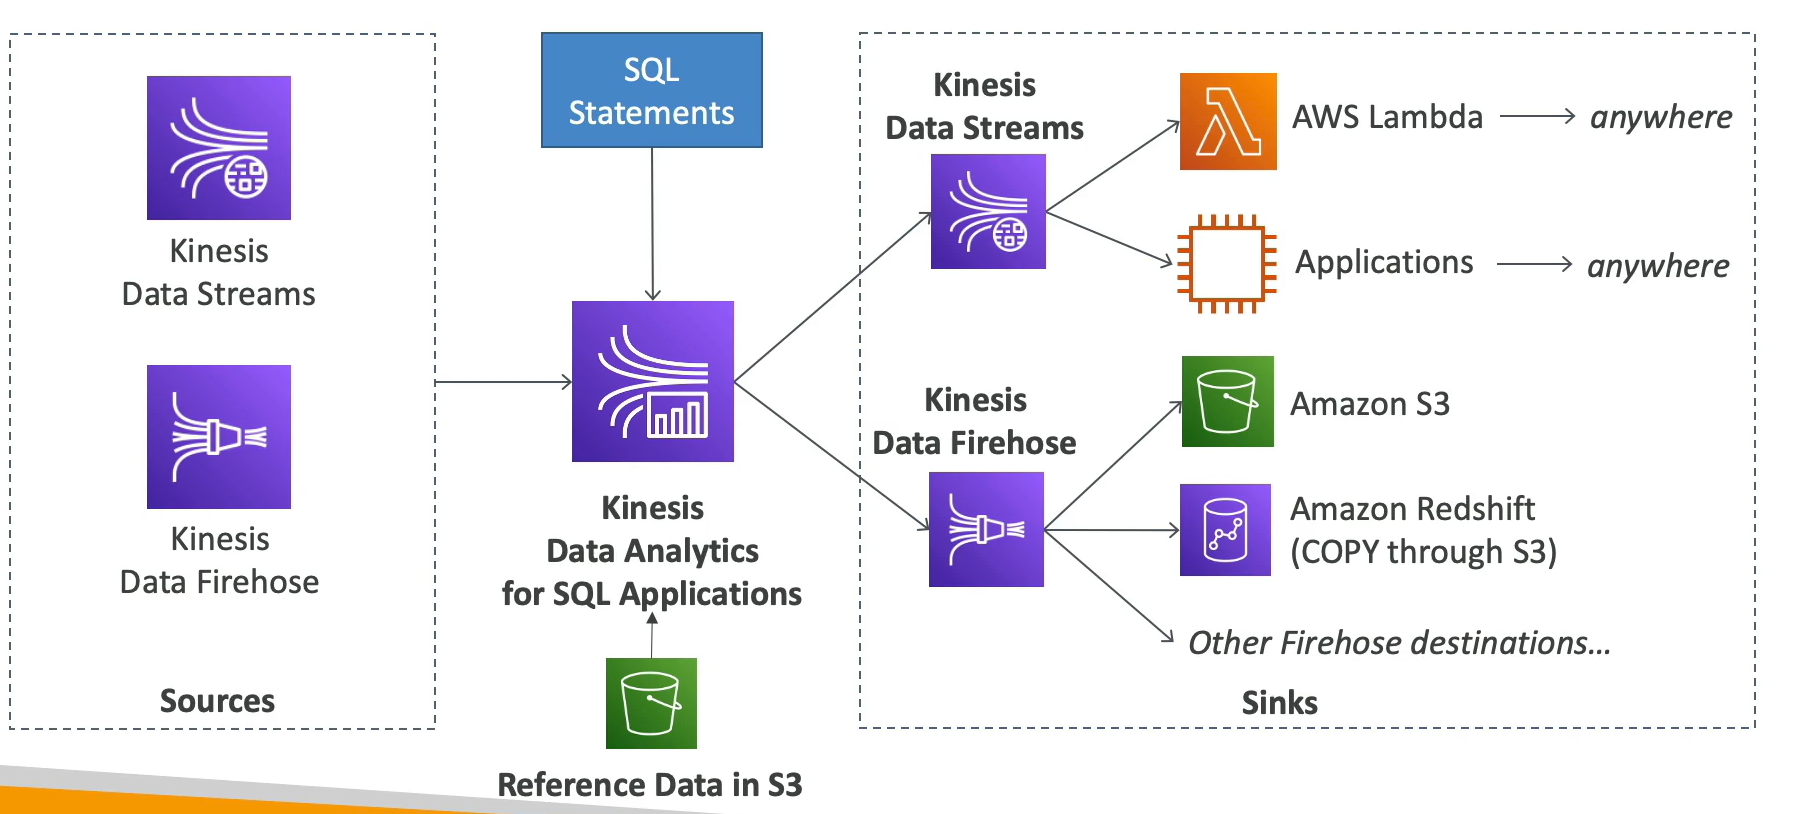 Kinesis
Data Streams
Kinesis
Data Firehose
Sources
SQL
Statements
Kinesis
Data Analytics
for SQL Applications
Reference Data in S3
Kinesis
Data Streams
AWS Lambda
anywhere
Applications
anywhere
Kinesis
Data Firehose
Amazon S3
Amazon Redshift
(COPY through S3)
Other Firehose destinations...
Sinks